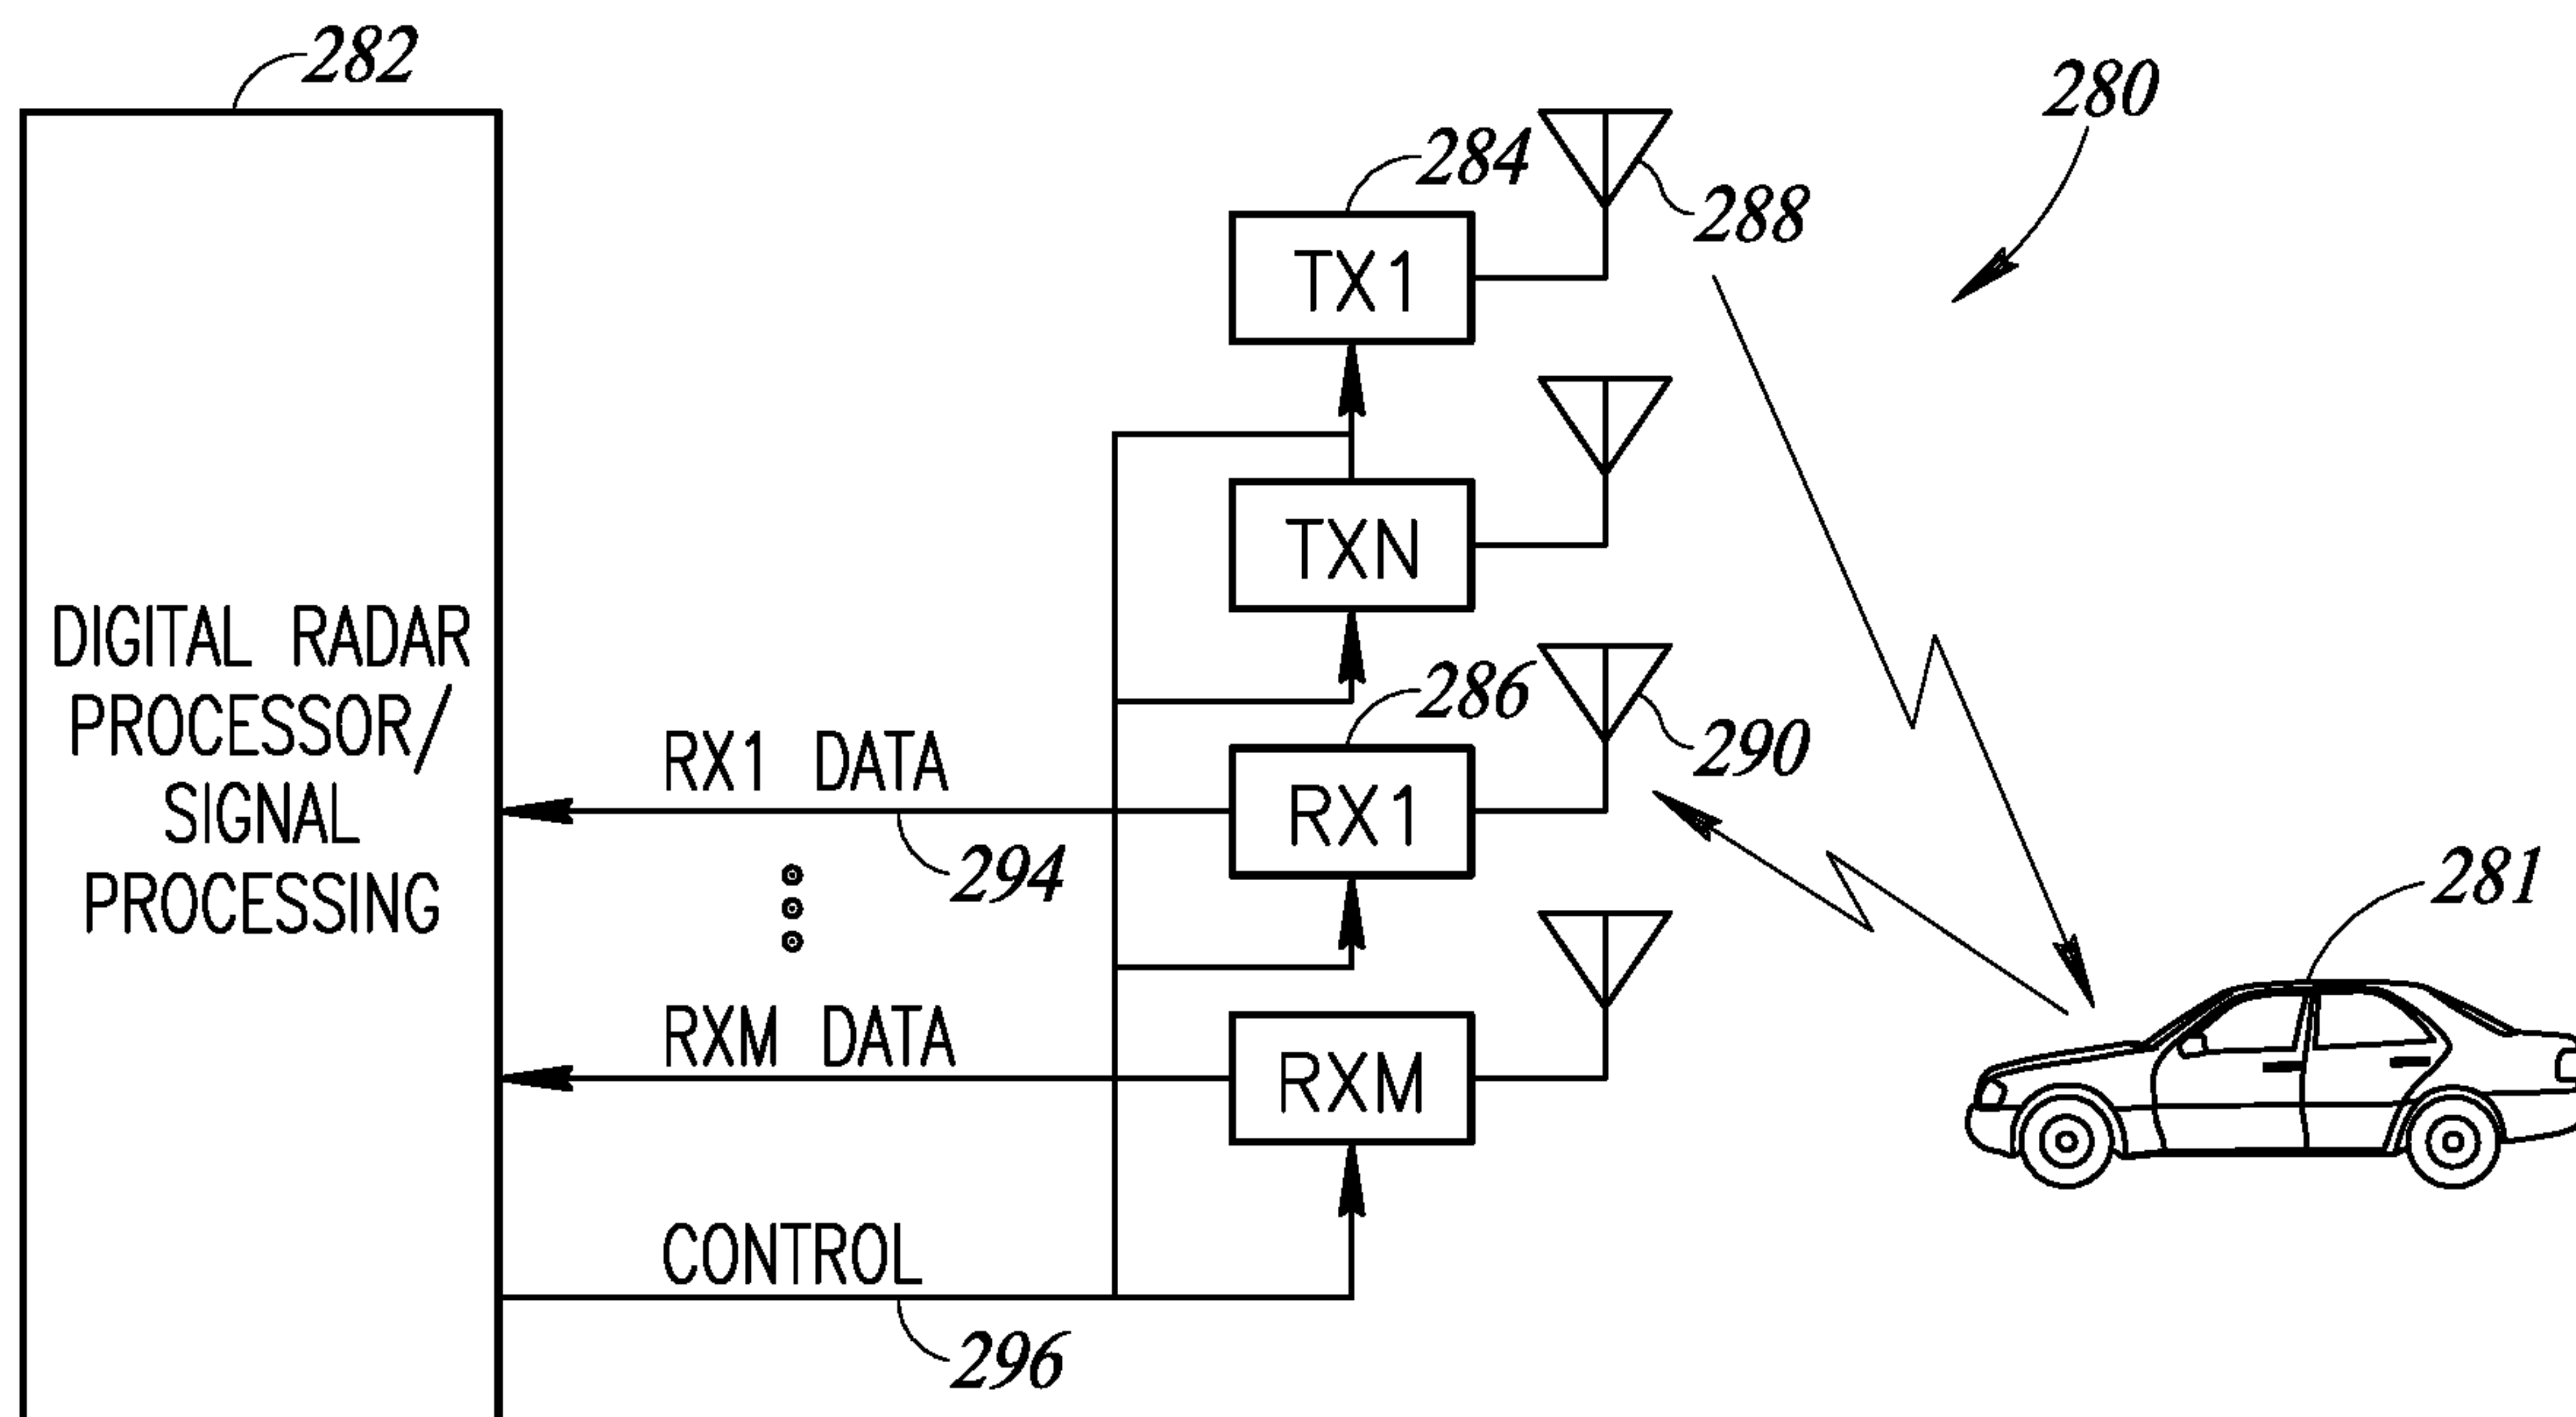 282
280
284
288
TX1
TXN
DIGITAL RADAR
PROCESSOR/
SIGNAL
PROCESSING
286
290
RX1 DATA
RX1
294
281
RXM DATA
RXM
CONTROL
296